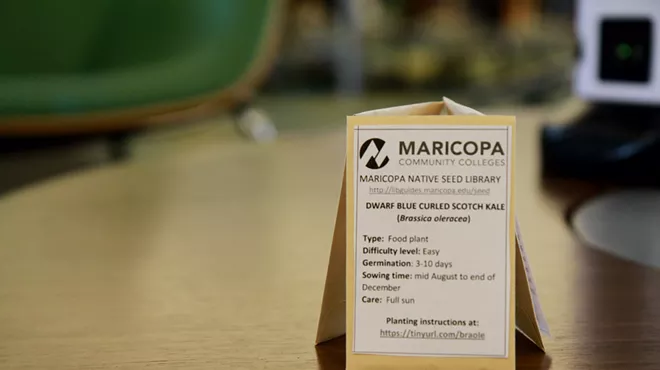 MARICOPA
COMMUNITY COLLEGES
MARICOPA NATIVE SEED LIBRARY
http://libguides.maricopa.edu/seed
DWARF BLUE CURLED SCOTCH KALE
(Brassica oleracea)
Type: Food plant
Difficulty level: Easy
Germination: 3-10 days
Sowing time: mid August to end of
December
Care: Full sun
Planting instructions at:
https://tinyurl.com/braole